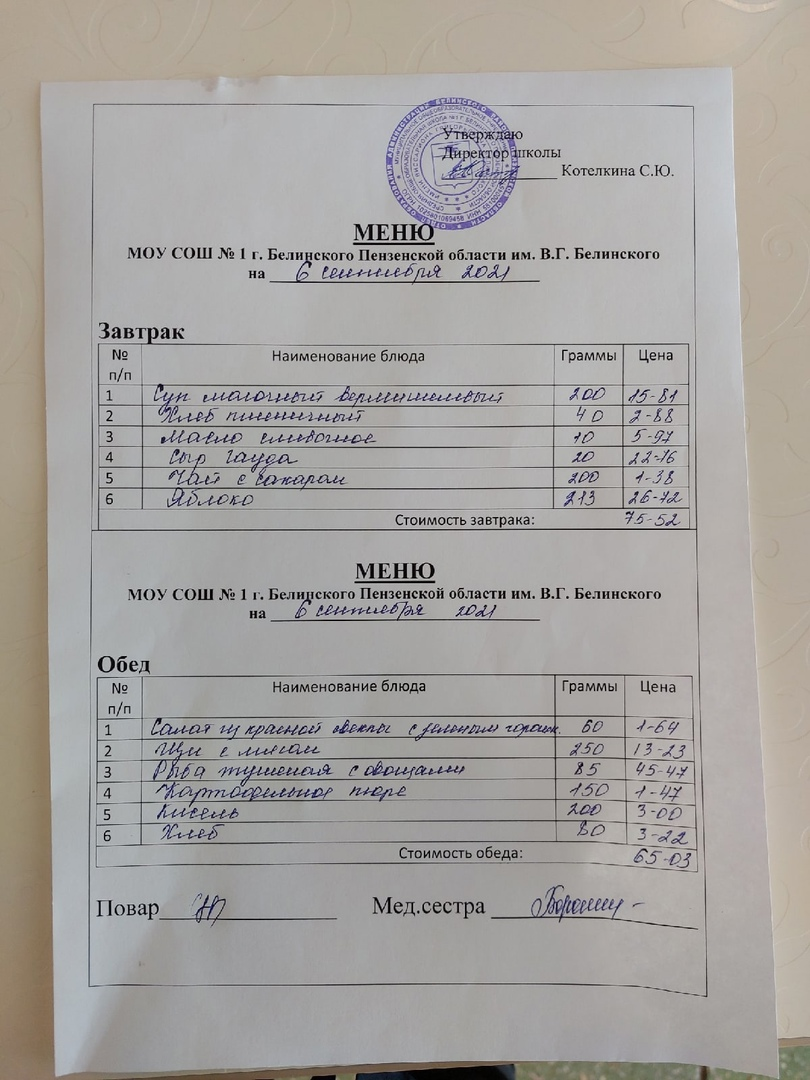 Утверждаю
Директор школы
Котелкина С.Ю.
МЕНЮ
МОУ СОШ № 1 г. Белинского Пензенской области им. В.Г. Белинского
на 6 сентября 2021
Завтрак
№ п/п Наименование блюда Граммы Цена
1 Суп молочный вермишелевый 200 15-81
2 Хлеб пшеничный 40 2-88
3 Масло сливочное 10 5-97
4 Сыр Гауда 20 22-76
5 Чай с сахаром 200 1-38
6 Яблоко 213 26-72
Стоимость завтрака: 75-52
МЕНЮ
МОУ СОШ № 1 г. Белинского Пензенской области им. В.Г. Белинского
на 6 сентября 2021
Обед
№ п/п Наименование блюда Граммы Цена
1 Салат из красной свеклы с зеленым горошк. 60 1-64
2 Щи с мясом 250 13-23
3 Рыба тушеная с овощами 85 45-47
4 Картофельное пюре 150 1-47
5 Кисель 200 3-00
6 Хлеб 80 3-22
Стоимость обеда: 65-03
Повар Мед.сестра